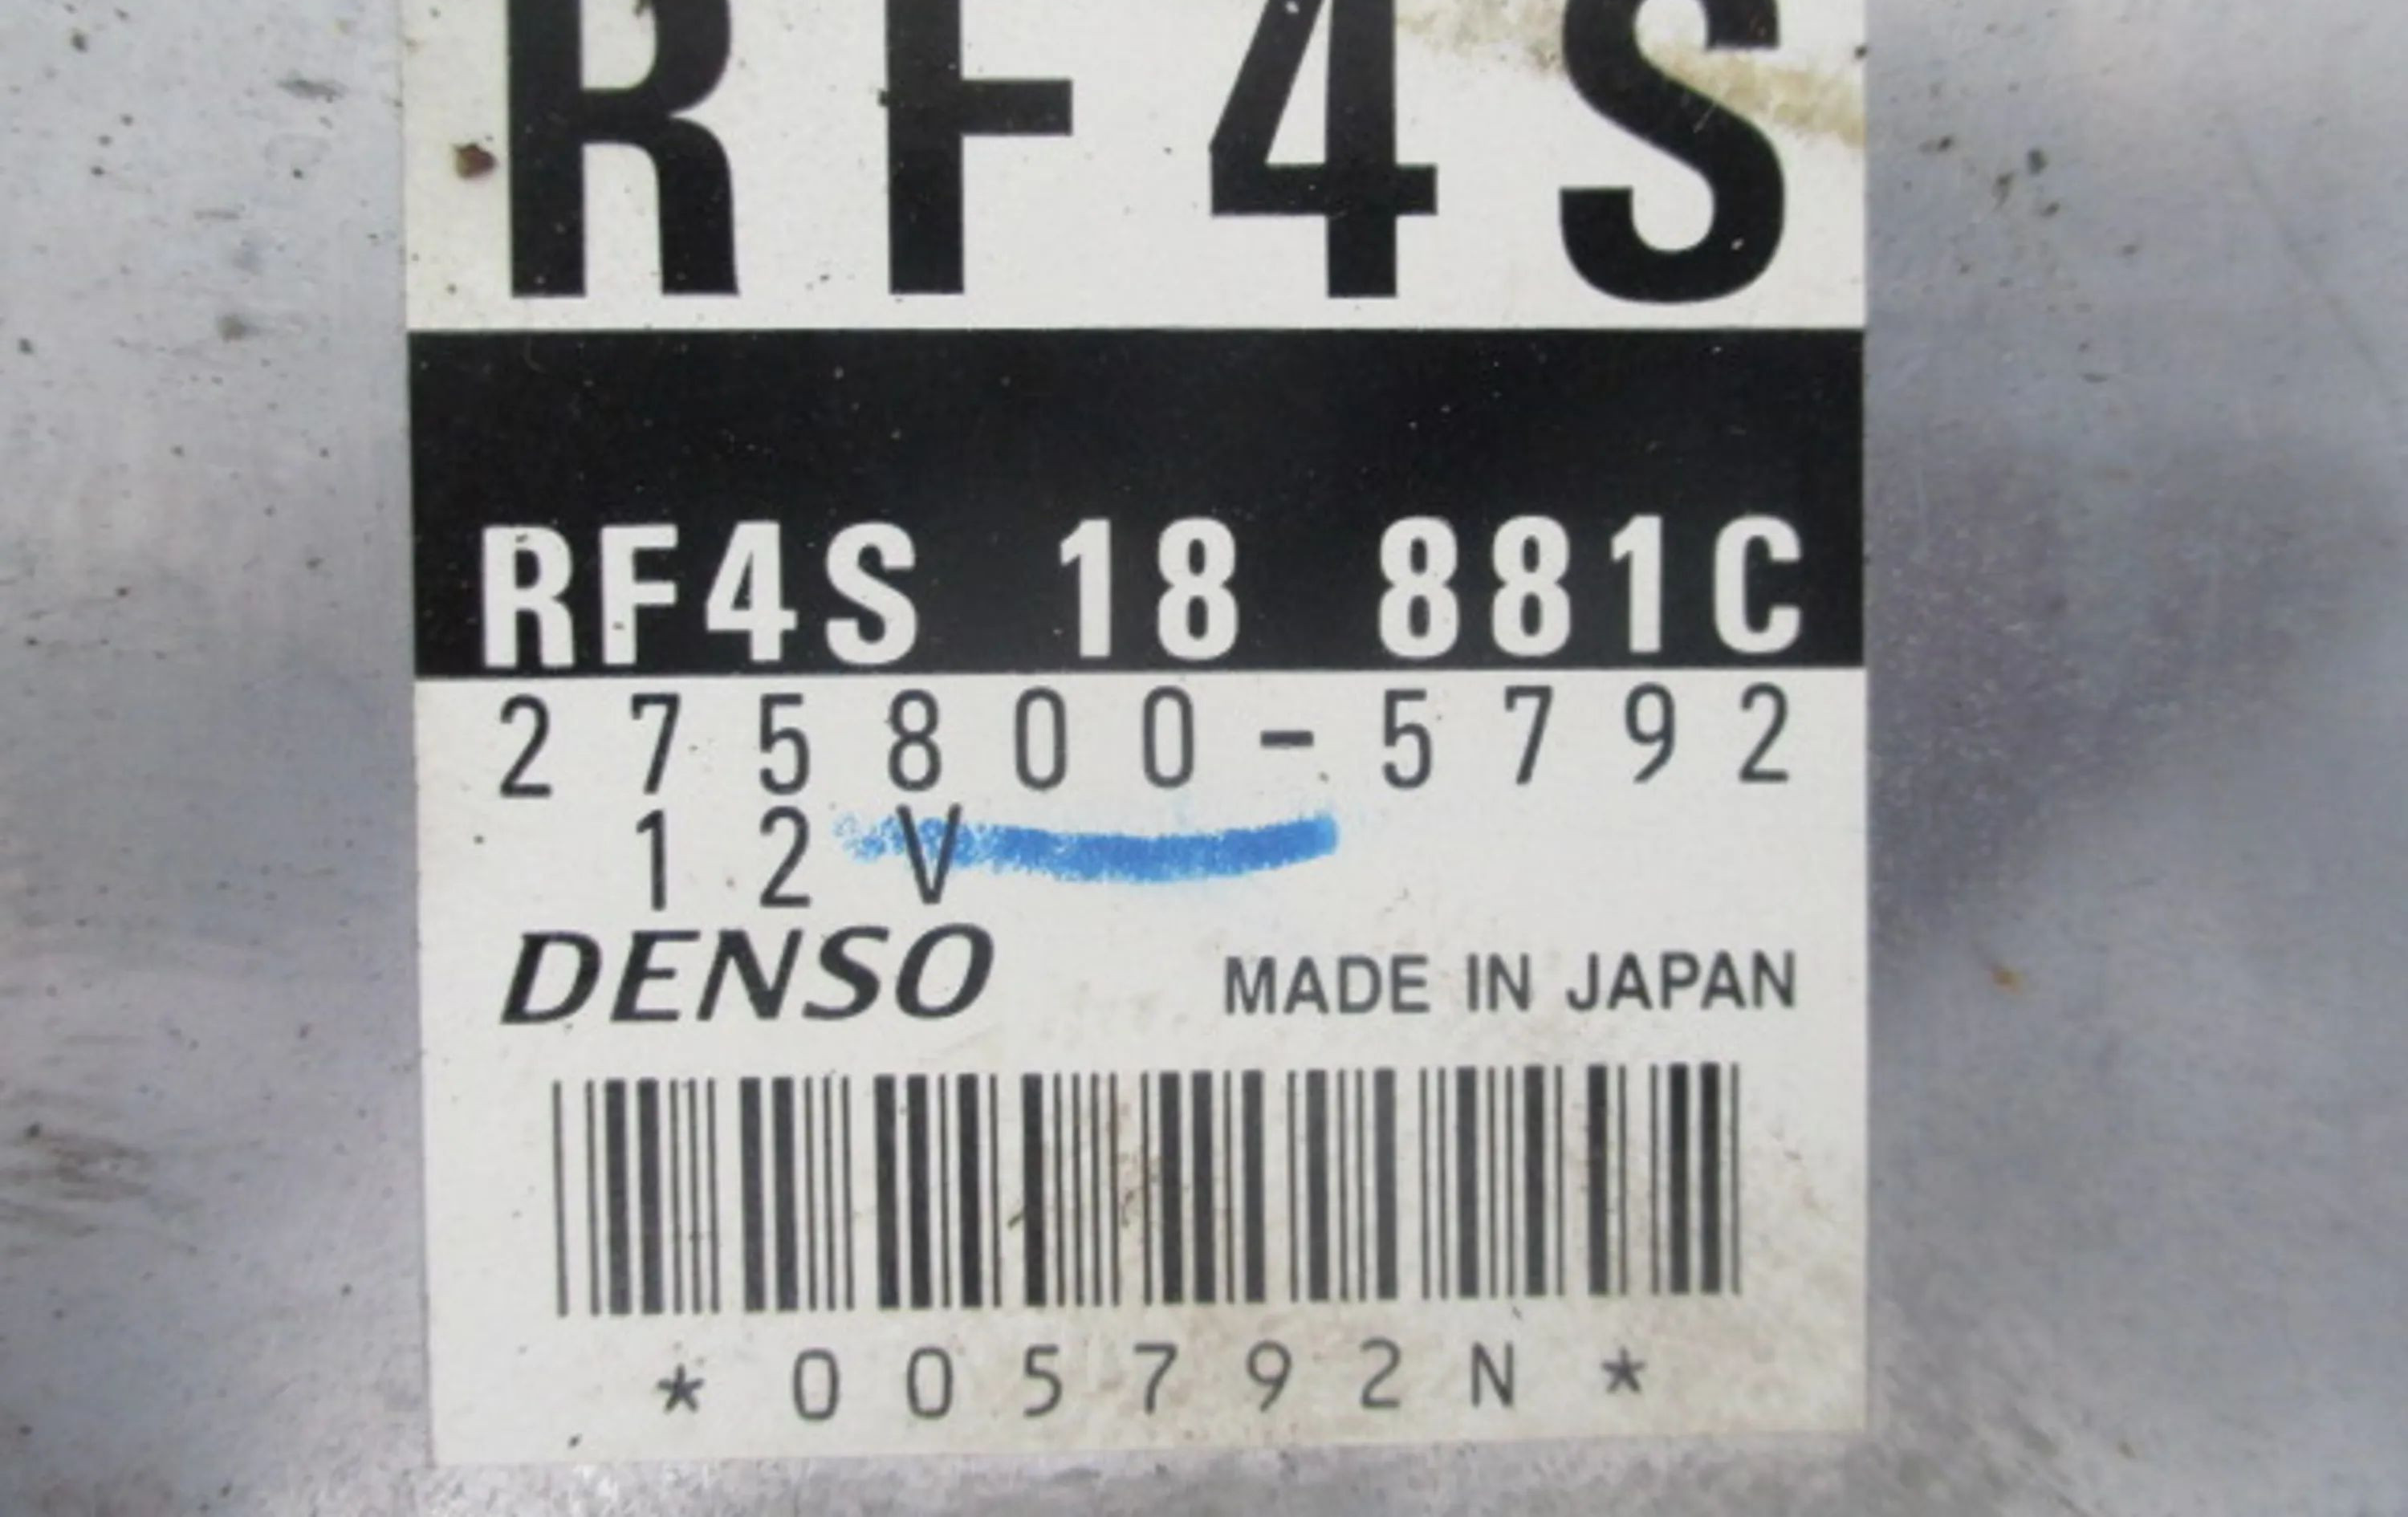 RF4S
RF4S 18 881C
275800-5792
12V
DENSO MADE IN JAPAN
*005792N*